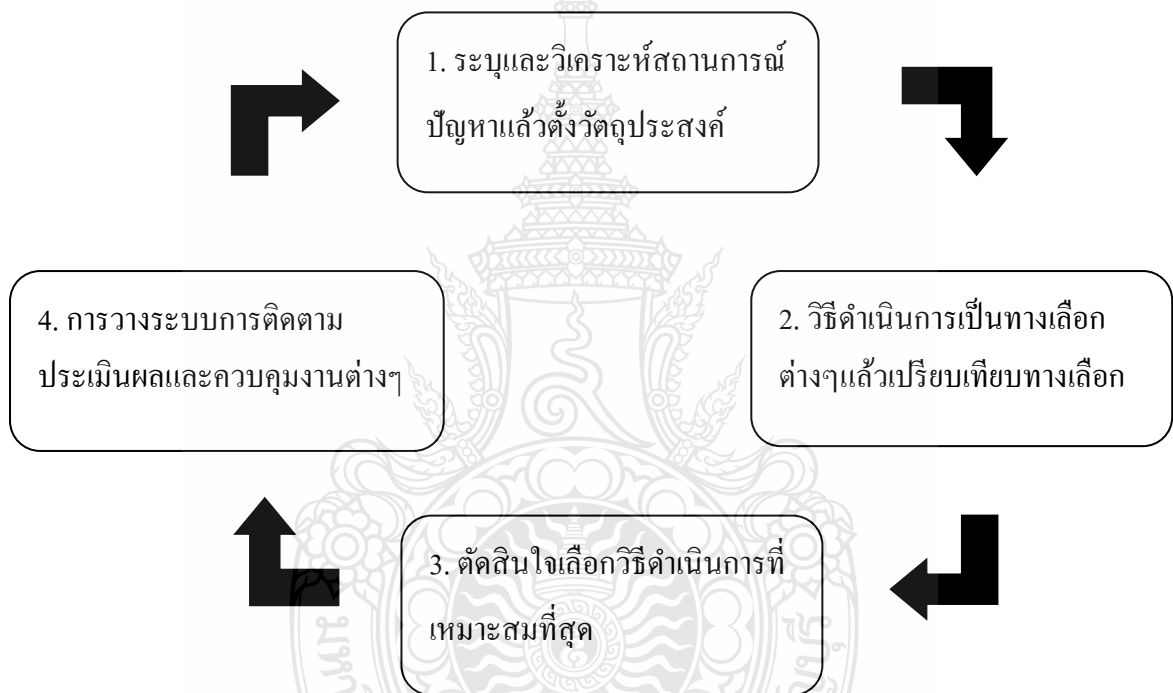 1. ระบุและวิเคราะห์สถานการณ์
ปัญหาแล้วตั้งวัตถุประสงค์
2. วิธีดำเนินการเป็นทางเลือก
ต่างๆแล้วเปรียบเทียบทางเลือก
3. ตัดสินใจเลือกวิธีดำเนินการที่
เหมาะสมที่สุด
4. การวางระบบการติดตาม
ประเมินผลและควบคุมงานต่างๆ